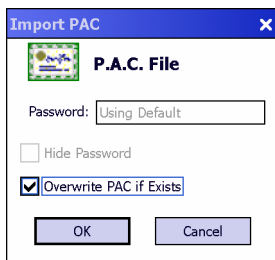 Import PAC
P.A.C. File
Password: Using Default
Hide Password
Overwrite PAC if Exists
OK Cancel